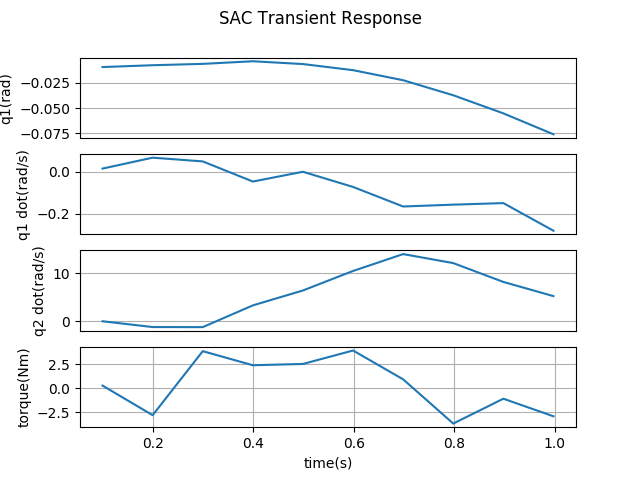 SAC Transient Response
q1(rad)
−0.025
−0.050
−0.075
q1 dot(rad/s)
0.0
−0.2
q2 dot(rad/s)
10
0
torque(Nm)
2.5
0.0
−2.5
0.2 0.4 0.6 0.8 1.0
time(s)